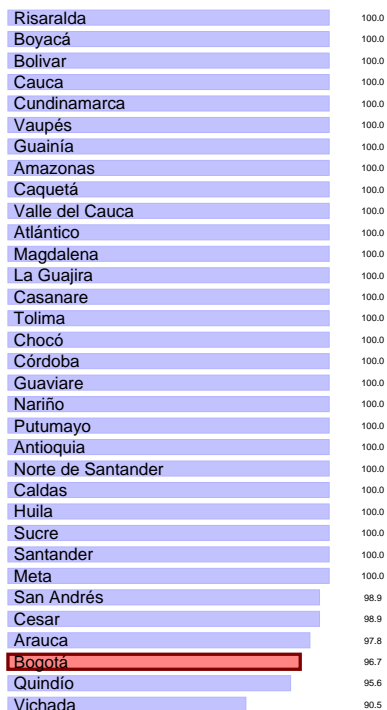 Risaralda 100.0
Boyacá 100.0
Bolivar 100.0
Cauca 100.0
Cundinamarca 100.0
Vaupés 100.0
Guainía 100.0
Amazonas 100.0
Caquetá 100.0
Valle del Cauca 100.0
Atlántico 100.0
Magdalena 100.0
La Guajira 100.0
Casanare 100.0
Tolima 100.0
Chocó 100.0
Córdoba 100.0
Guaviare 100.0
Nariño 100.0
Putumayo 100.0
Antioquia 100.0
Norte de Santander 100.0
Caldas 100.0
Huila 100.0
Sucre 100.0
Santander 100.0
Meta 100.0
San Andrés 98.9
Cesar 98.9
Arauca 97.8
Bogotá 96.7
Quindío 95.6
Vichada 90.5